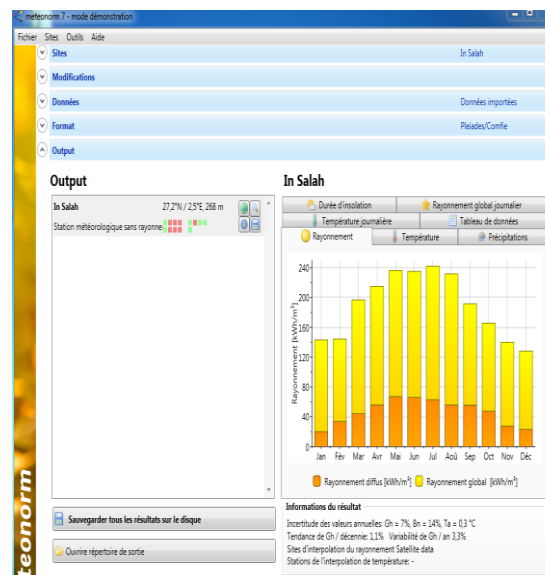 meteonorm 7 - mode démonstration
Fichier Sites Outils Aide
Sites In Salah
Modifications
Données Données importées
Format Pleiades/Comfie
Output
Output
In Salah 27,2°N / 2,5°E, 268 m
Station météorologique sans rayonne
Sauvegarder tous les résultats sur le disque
Ouvrire répertoire de sortie
In Salah
Durée d'insolation Rayonnement global journalier
Température journalière Tableau de données
Rayonnement Température Précipitations
Rayonnement [kWh/m²]
240
200
160
120
80
40
0
Jan Fév Mar Avr Mai Jun Jul Aoû Sep Oct Nov Déc
Rayonnement diffus [kWh/m²] Rayonnement global [kWh/m²]
Informations du résultat
Incertitude des valeurs annuelles: Gh = 7%, Bn = 14%, Ta = 0,3 °C
Tendance de Gh / décennie: 1,1% Variabilité de Gh / an 3,3%
Sites d'interpolation du rayonnement Satellite data
Stations de l'interpolation de température: -
teonorm